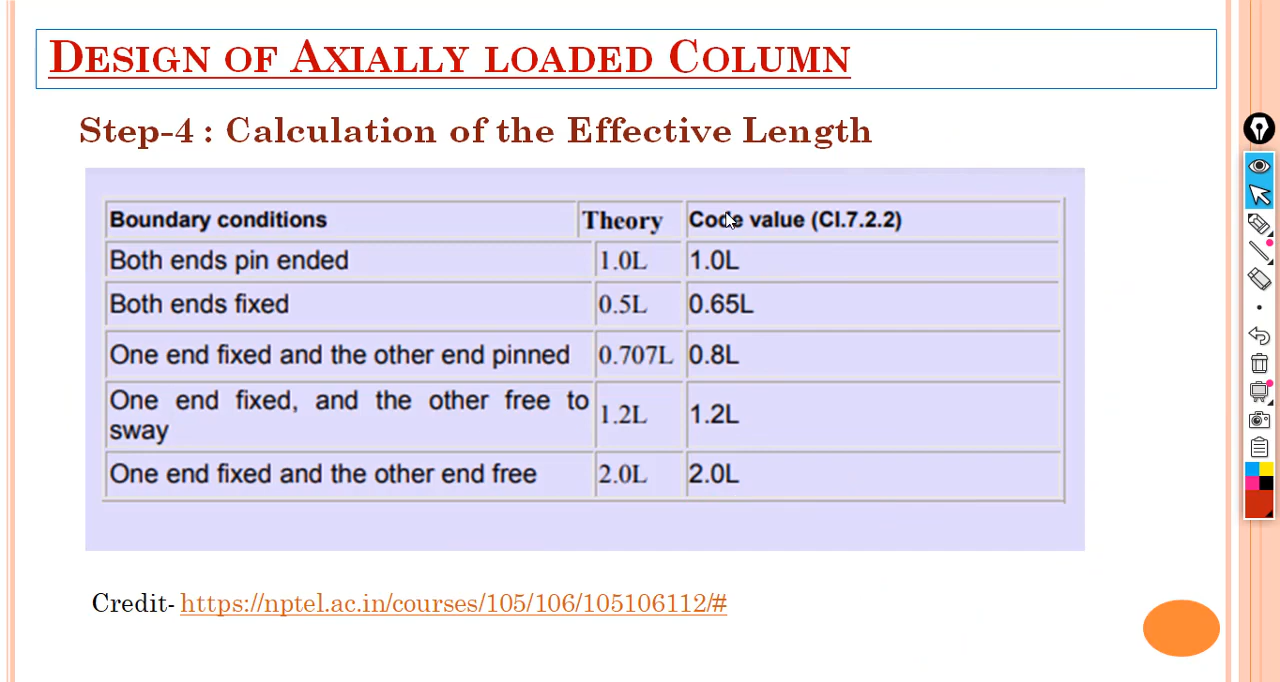 DESIGN OF AXIALLY LOADED COLUMN
Step-4 : Calculation of the Effective Length
Boundary conditions Theory Code value (Cl.7.2.2)
Both ends pin ended 1.0L 1.0L
Both ends fixed 0.5L 0.65L
One end fixed and the other end pinned 0.707L 0.8L
One end fixed, and the other free to
sway 1.2L 1.2L
One end fixed and the other end free 2.0L 2.0L
Credit- https://nptel.ac.in/courses/105/106/105106112/#